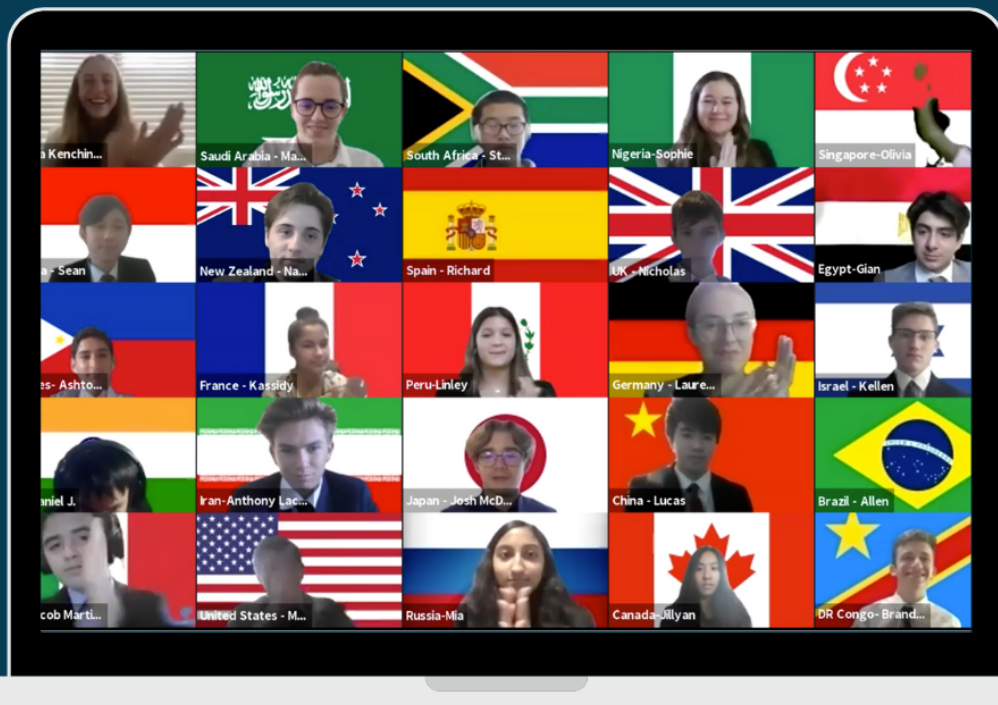 a Kenchin...
Saudi Arabia - Ma...
South Africa - St...
Nigeria-Sophie
Singapore-Olivia
a - Sean
New Zealand - Na...
Spain - Richard
UK - Nicholas
Egypt-Gian
es- Ashto...
France - Kassidy
Peru-Linley
Germany - Laure...
Israel - Kellen
niel J.
Iran-Anthony Lac...
Japan - Josh McD...
China - Lucas
Brazil - Allen
cob Marti...
United States - M...
Russia-Mia
Canada-Jillyan
DR Congo- Brand...